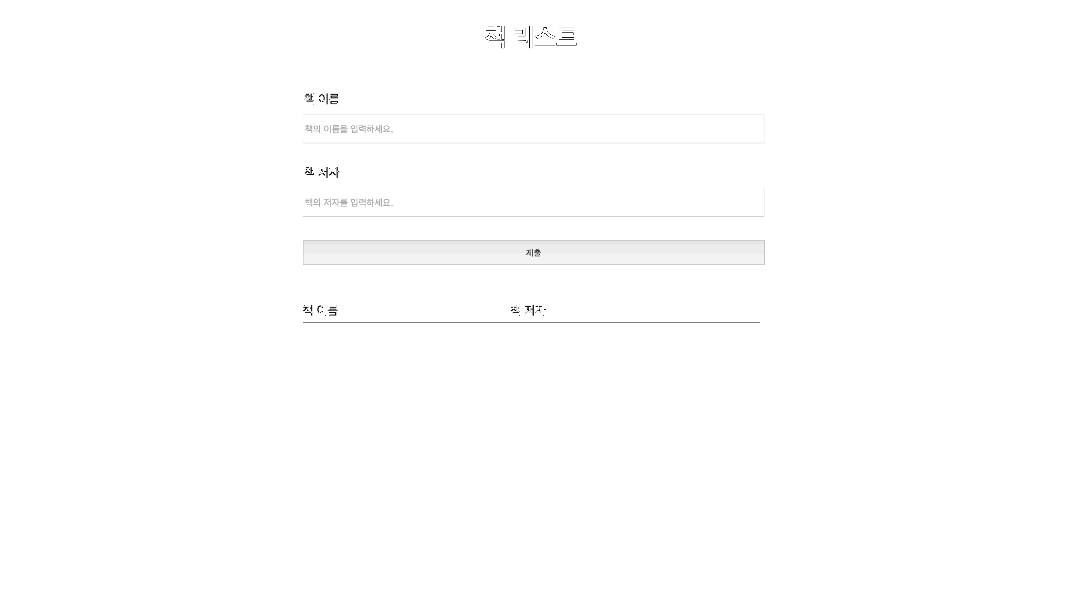 책 리스트
책 이름
책의 이름을 입력하세요.
책 저자
책의 저자를 입력하세요.
제출
책 이름 책 저자